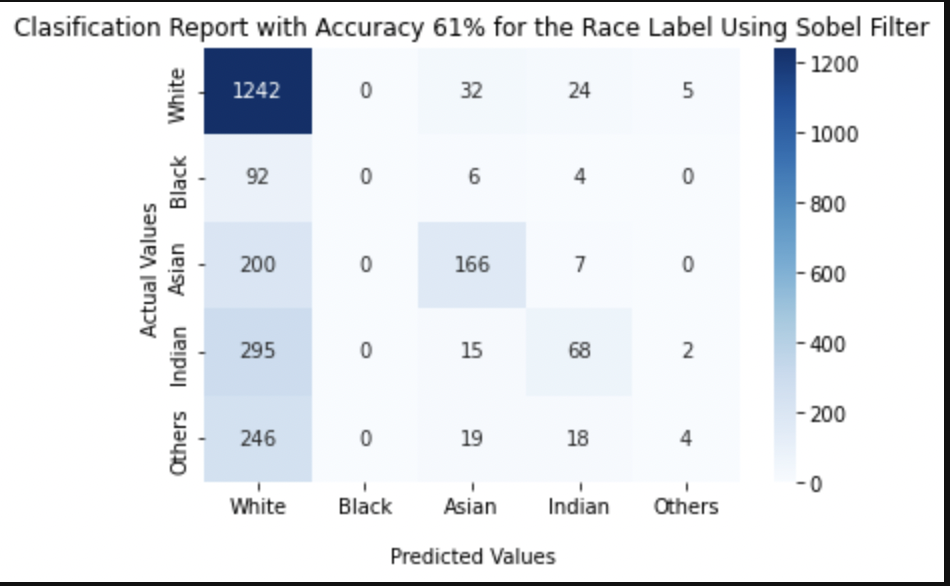 Clasification Report with Accuracy 61% for the Race Label Using Sobel Filter
White 1242 0 32 24 5
Black 92 0 6 4 0
Asian 200 0 166 7 0
Indian 295 0 15 68 2
Others 246 0 19 18 4
White Black Asian Indian Others
Predicted Values
Actual Values
1200
1000
800
600
400
200
0